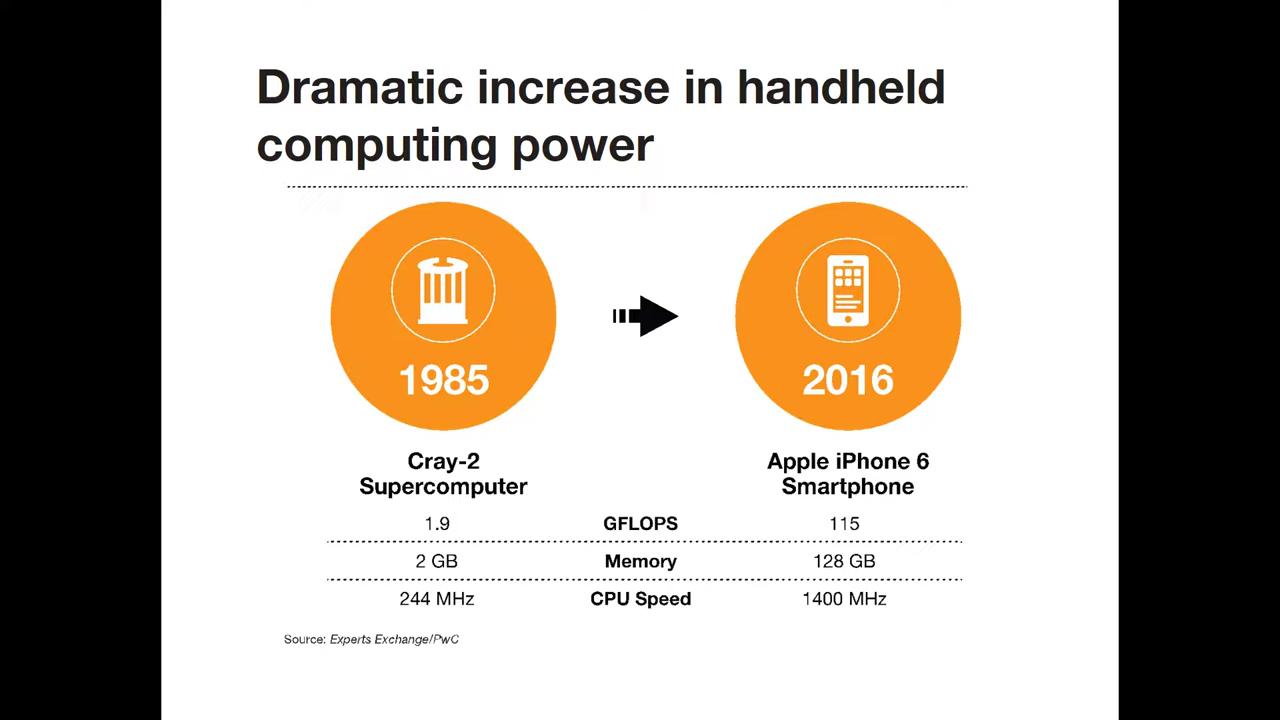 Dramatic increase in handheld
computing power
1985
2016
Cray-2
Supercomputer
Apple iPhone 6
Smartphone
1.9 GFLOPS 115
2 GB Memory 128 GB
244 MHz CPU Speed 1400 MHz
Source: Experts Exchange/PwC